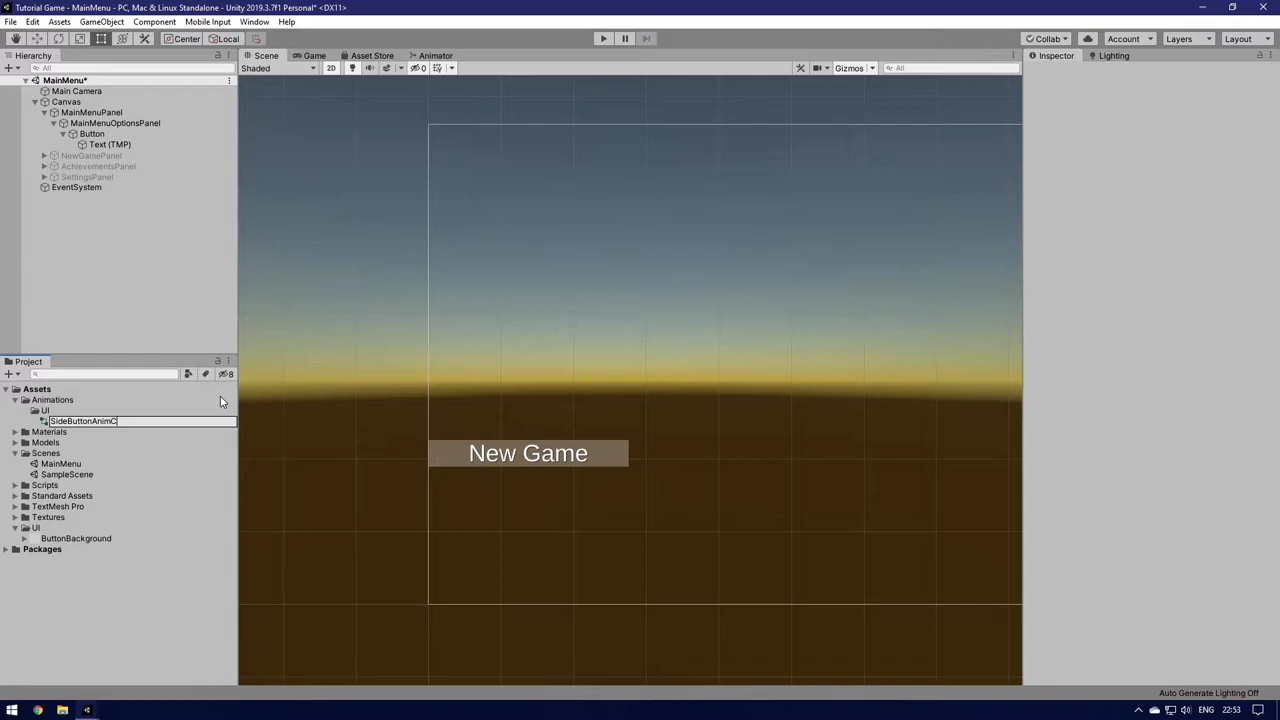 Tutorial Game - MainMenu - PC, Mac & Linux Standalone - Unity 2019.3.7f1 Personal* <DX11>
File Edit Assets GameObject Component Mobile Input Window Help
Center Local Collab Account Layers Layout
Hierarchy Scene Game Asset Store Animator Inspector Lighting
All Shaded 2D 0 Gizmos All
MainMenu*
Main Camera
Canvas
MainMenuPanel
MainMenuOptionsPanel
Button
Text (TMP)
NewGamePanel
AchievementsPanel
SettingsPanel
EventSystem
Project
8
Assets
Animations
UI
SideButtonAnimC
Materials
Models
Scenes
MainMenu
SampleScene
Scripts
Standard Assets
TextMesh Pro
Textures
UI
ButtonBackground
Packages
New Game
Auto Generate Lighting Off
ENG 22:53